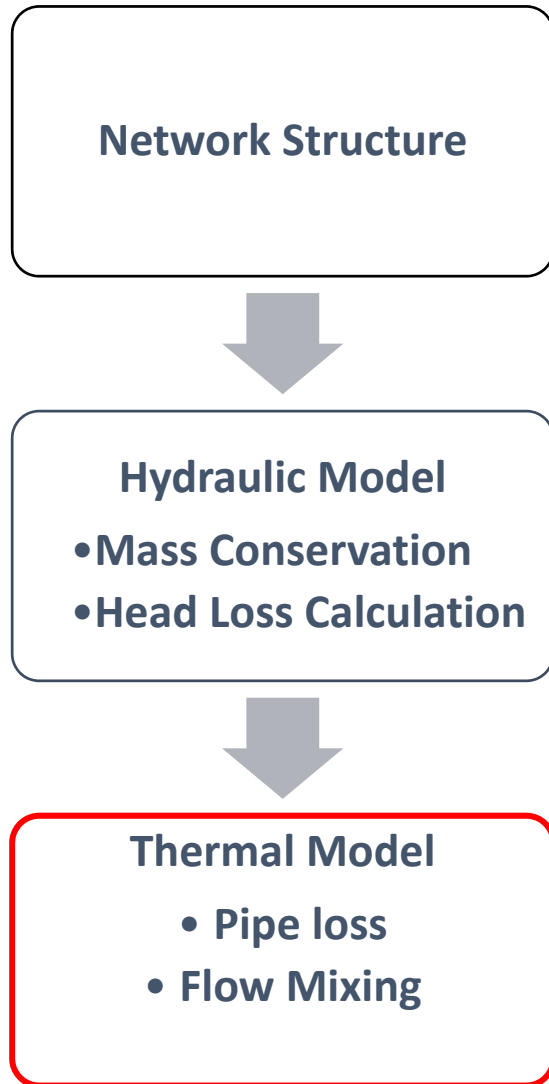 Network Structure
Hydraulic Model
•Mass Conservation
•Head Loss Calculation
Thermal Model
• Pipe loss
• Flow Mixing